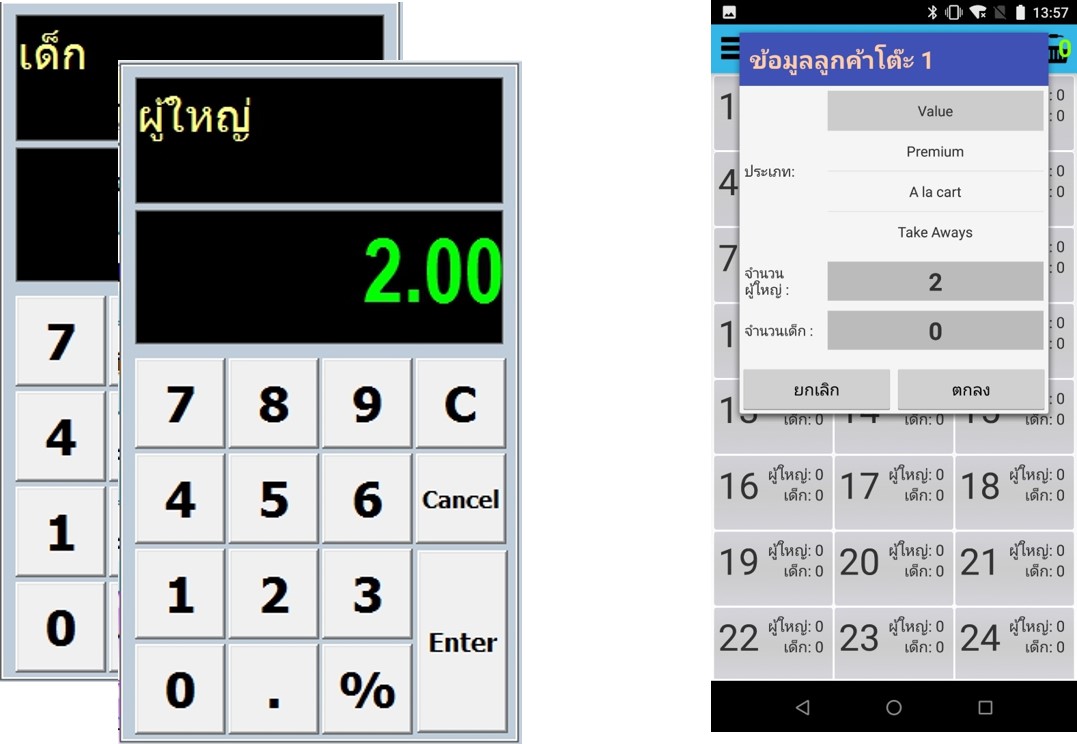 เด็ก
7
4
1
0
ผู้ใหญ่
2.00
7 8 9 C
4 5 6 Cancel
1 2 3
Enter
0 . %
13:57
0
ข้อมูลลูกค้าโต๊ะ 1
ประเภท:
Value
Premium
A la cart
Take Aways
จำนวน
ผู้ใหญ่ :
2
จำนวนเด็ก :
0
ยกเลิก ตกลง
1 : 0
: 0
4 : 0
: 0
7 : 0
: 0
1 : 0
: 0
13 14 15 : 0
เด็ก: 0 เด็ก: 0 เด็ก: 0
16 ผู้ใหญ่: 0 17 ผู้ใหญ่: 0 18 ผู้ใหญ่: 0
เด็ก: 0 เด็ก: 0 เด็ก: 0
19 ผู้ใหญ่: 0 20 ผู้ใหญ่: 0 21 ผู้ใหญ่: 0
เด็ก: 0 เด็ก: 0 เด็ก: 0
22 ผู้ใหญ่: 0 23 ผู้ใหญ่: 0 24 ผู้ใหญ่: 0
เด็ก: 0 เด็ก: 0 เด็ก: 0